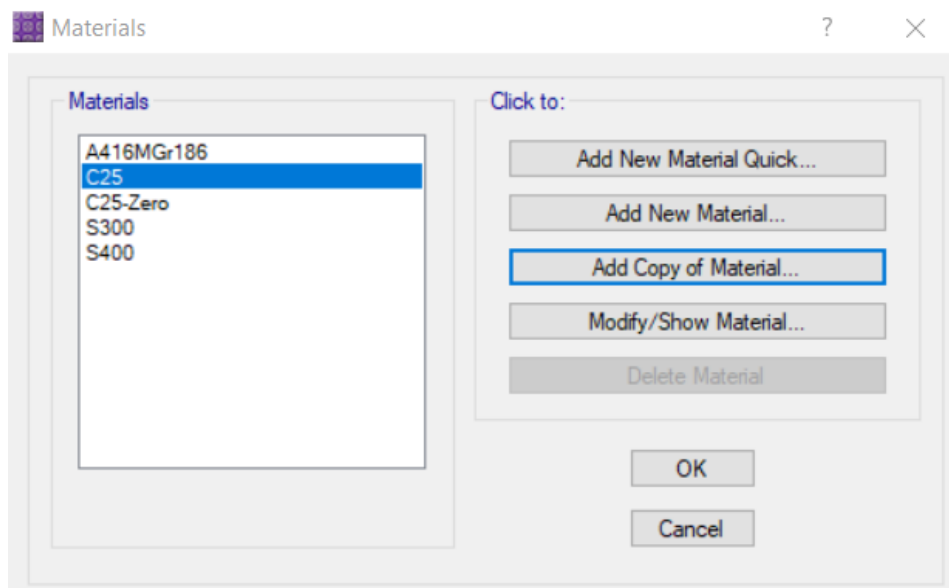 Materials
?
Materials
A416MGr186
C25
C25-Zero
S300
S400
Click to:
Add New Material Quick...
Add New Material...
Add Copy of Material...
Modify/Show Material...
Delete Material
OK
Cancel